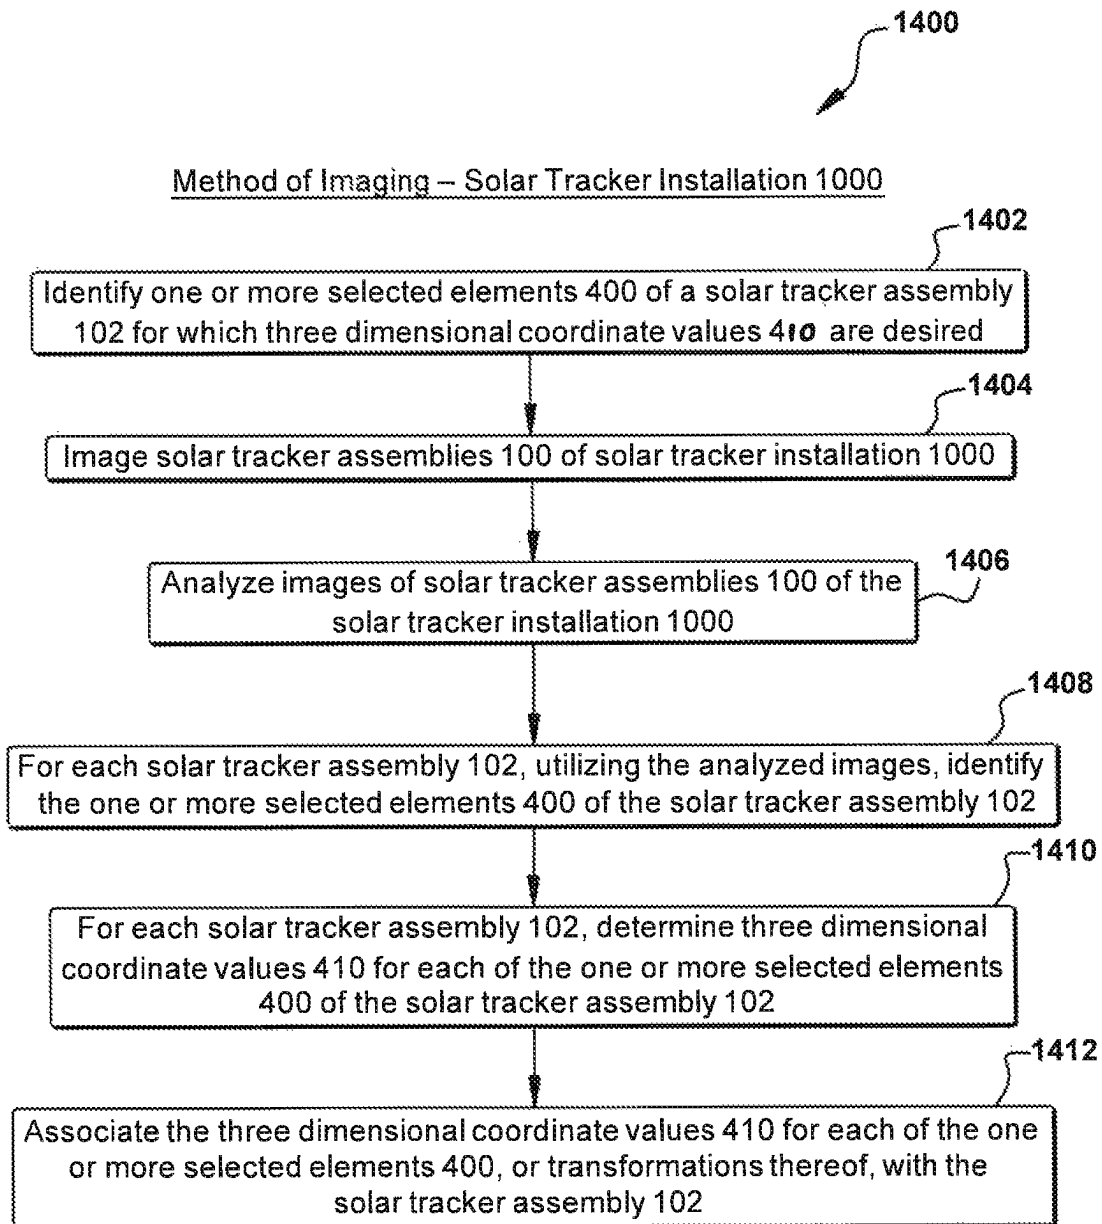 1400
Method of Imaging – Solar Tracker Installation 1000
1402
Identify one or more selected elements 400 of a solar tracker assembly
102 for which three dimensional coordinate values 410 are desired
1404
Image solar tracker assemblies 100 of solar tracker installation 1000
1406
Analyze images of solar tracker assemblies 100 of the
solar tracker installation 1000
1408
For each solar tracker assembly 102, utilizing the analyzed images, identify
the one or more selected elements 400 of the solar tracker assembly 102
1410
For each solar tracker assembly 102, determine three dimensional
coordinate values 410 for each of the one or more selected elements
400 of the solar tracker assembly 102
1412
Associate the three dimensional coordinate values 410 for each of the one
or more selected elements 400, or transformations thereof, with the
solar tracker assembly 102